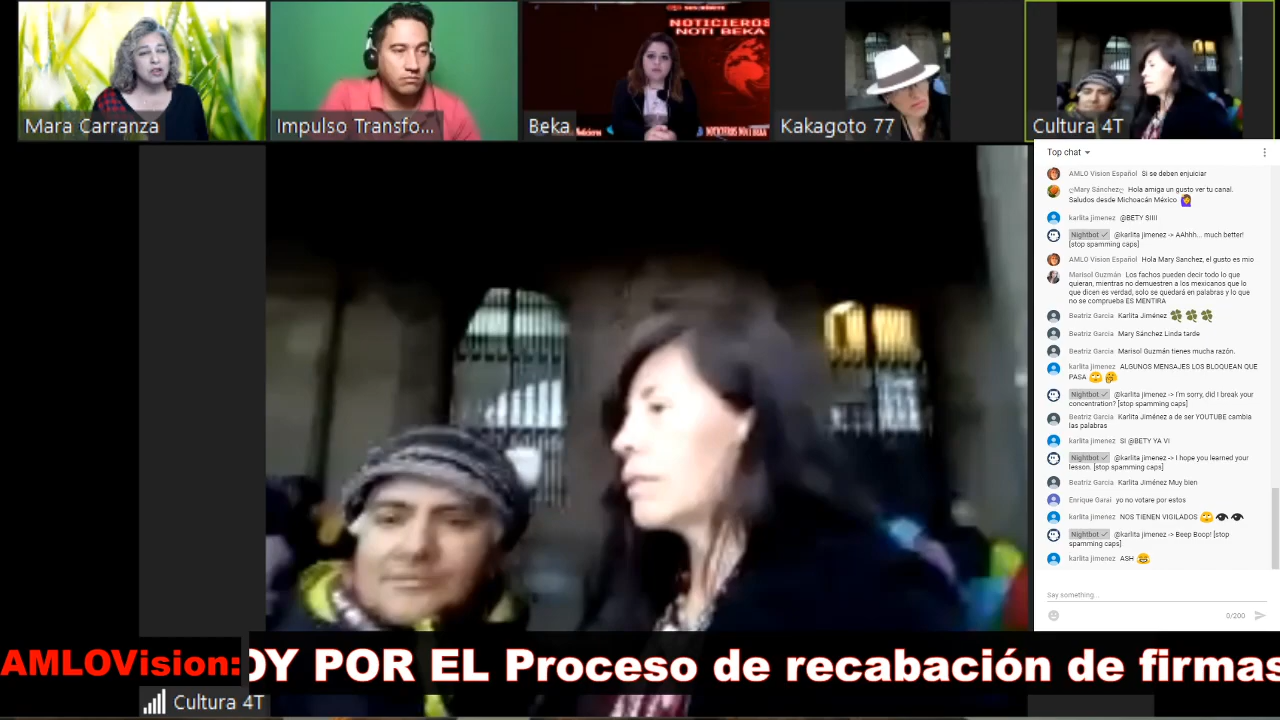 SUSCRÍBETE
NOTICIEROS
NOTI BEKA
Mara Carranza
Impulso Transfo...
Beka
Noticieros
NOTICIEROS NOTI BEKA
Kakagoto 77
Cultura 4T
Top chat
AMLO Vision Español Si se deben enjuiciar
Mary Sánchez Hola amiga un gusto ver tu canal.
Saludos desde Michoacán México
karlita jimenez @BETY SIIII
Nightbot @karlita jimenez -> AAhhh... much better!
[stop spamming caps]
AMLO Vision Español Hola Mary Sanchez, el gusto es mio
Marisol Guzmán Los fachos pueden decir todo lo que
quieran, mientras no demuestren a los mexicanos que lo
que dicen es verdad, solo se quedará en palabras y lo que
no se comprueba ES MENTIRA
Beatriz Garcia Karlita Jiménez
Beatriz Garcia Mary Sánchez Linda tarde
Beatriz Garcia Marisol Guzmán tienes mucha razón.
karlita jimenez ALGUNOS MENSAJES LOS BLOQUEAN QUE
PASA
Nightbot @karlita jimenez -> I'm sorry, did I break your
concentration? [stop spamming caps]
Beatriz Garcia Karlita Jiménez a de ser YOUTUBE cambia
las palabras
karlita jimenez SI @BETY YA VI
Nightbot @karlita jimenez -> I hope you learned your
lesson. [stop spamming caps]
Beatriz Garcia Karlita Jiménez Muy bien
Enrique Garai yo no votare por estos
karlita jimenez NOS TIENEN VIGILADOS
Nightbot @karlita jimenez -> Beep Boop! [stop
spamming caps]
karlita jimenez ASH
Say something...
0/200
AMLOVision:
OY POR EL Proceso de recabación de firmas
Cultura 4T